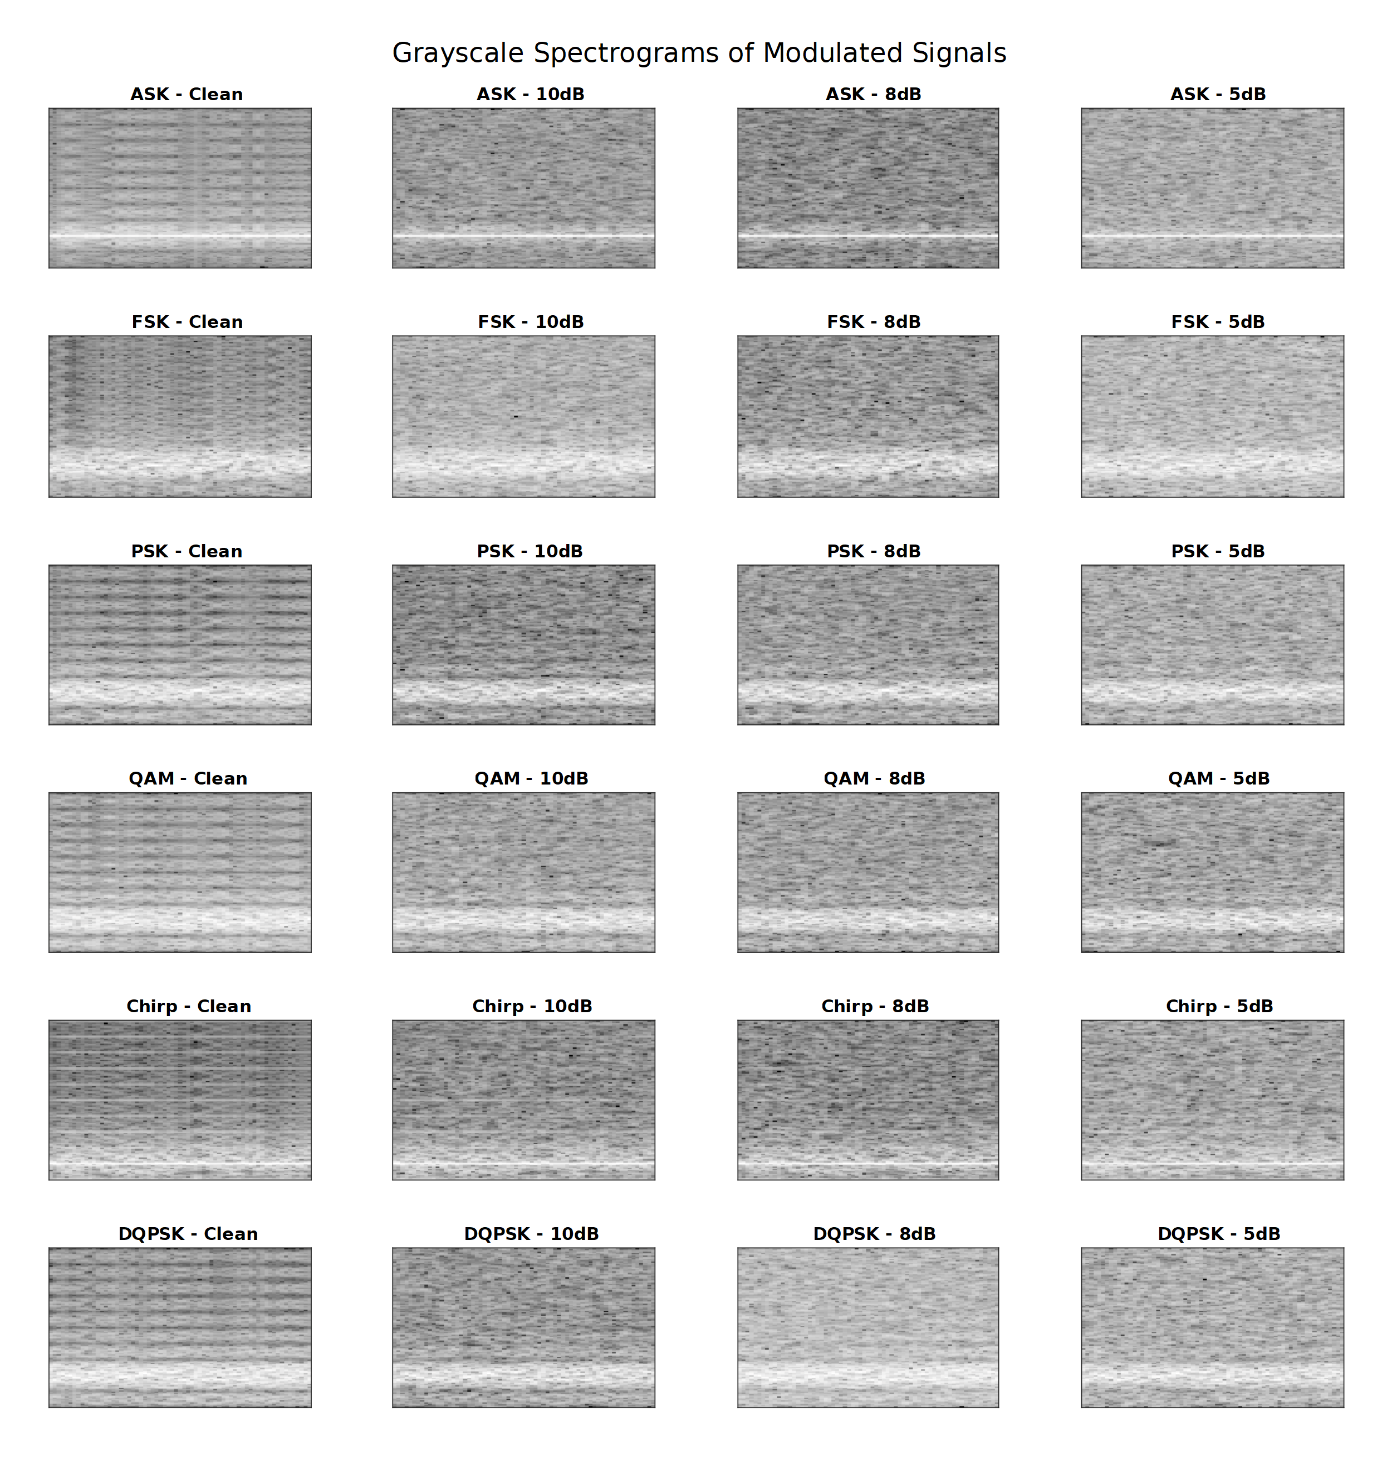 Grayscale Spectrograms of Modulated Signals
ASK - Clean
ASK - 10dB
ASK - 8dB
ASK - 5dB
FSK - Clean
FSK - 10dB
FSK - 8dB
FSK - 5dB
PSK - Clean
PSK - 10dB
PSK - 8dB
PSK - 5dB
QAM - Clean
QAM - 10dB
QAM - 8dB
QAM - 5dB
Chirp - Clean
Chirp - 10dB
Chirp - 8dB
Chirp - 5dB
DQPSK - Clean
DQPSK - 10dB
DQPSK - 8dB
DQPSK - 5dB